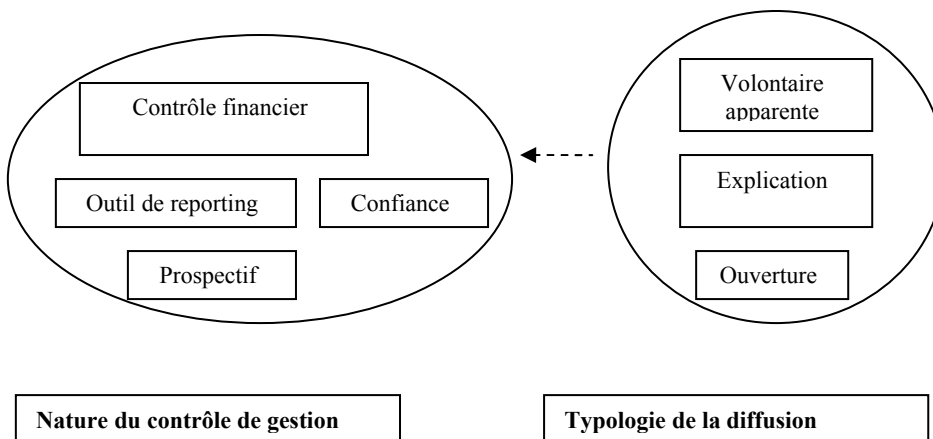 Contrôle financier
Outil de reporting
Confiance
Prospectif
Volontaire
apparente
Explication
Ouverture
Nature du contrôle de gestion
Typologie de la diffusion